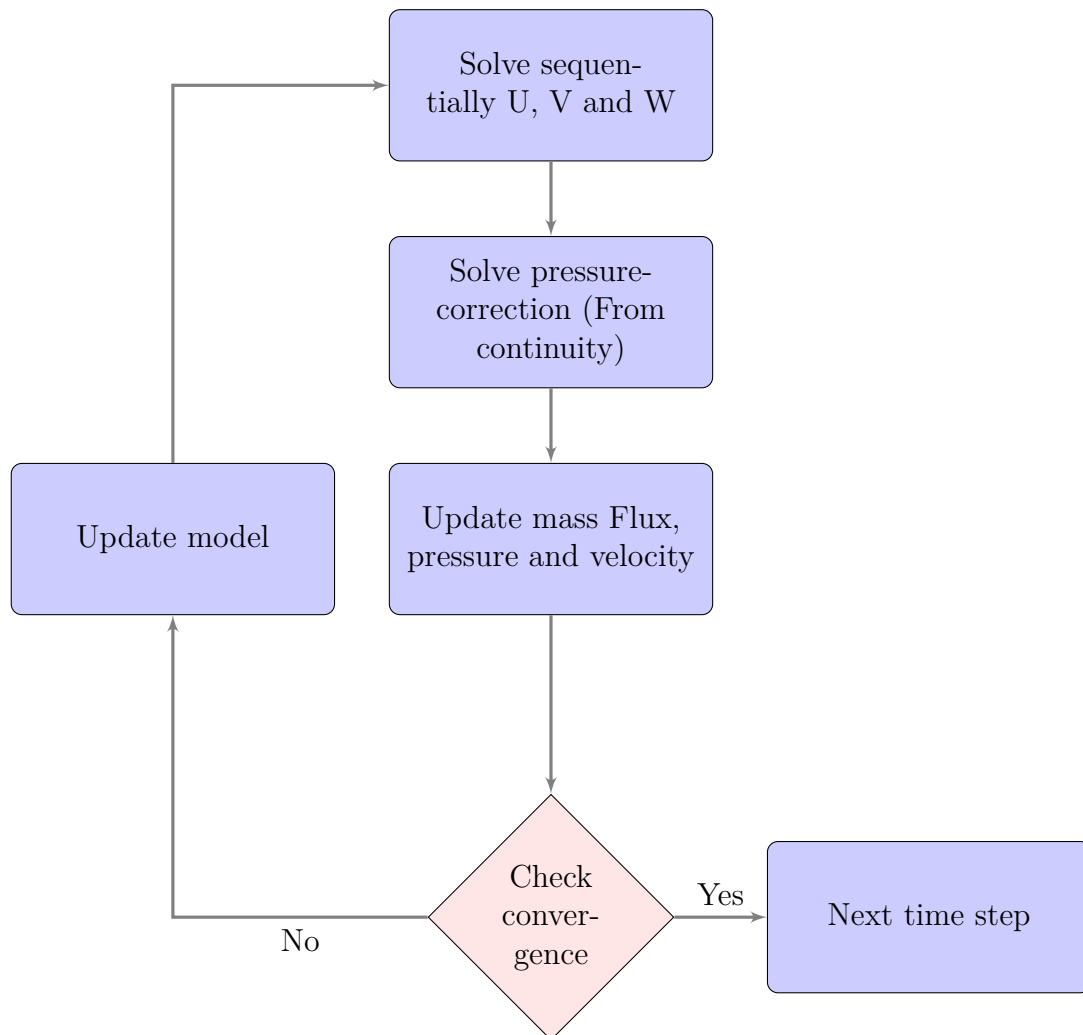 Solve sequen-
tially U, V and W
Solve pressure-
correction (From
continuity)
Update model
Update mass Flux,
pressure and velocity
Check
conver-
gence
Yes
No
Next time step